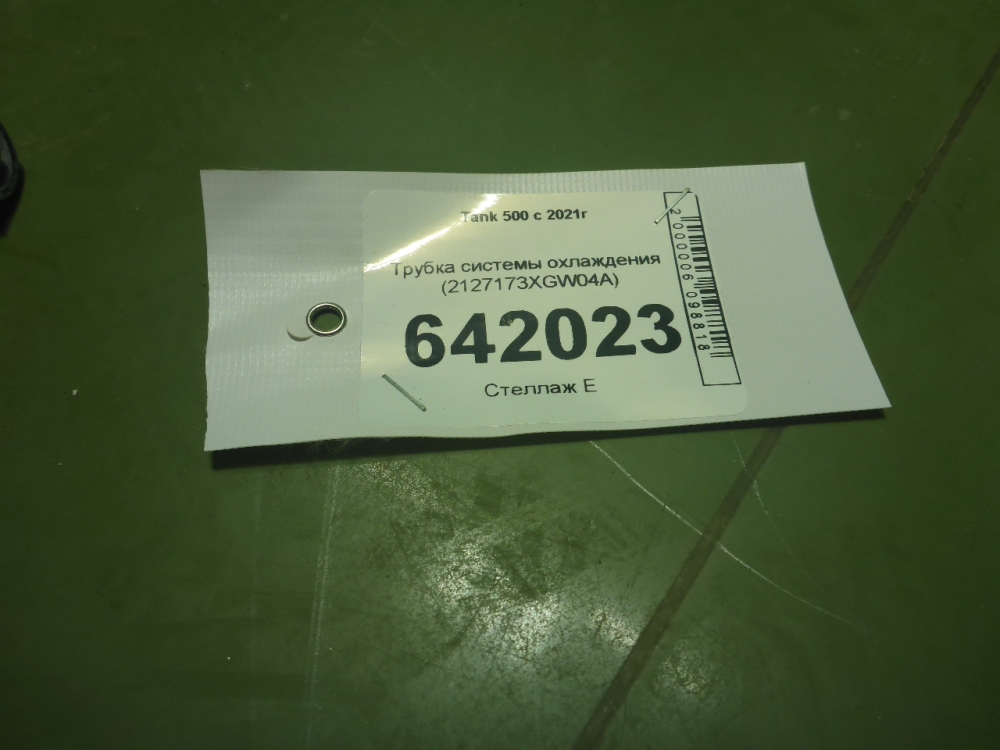 Tank 500 с 2021г
Трубка системы охлаждения
(2127173XGW04A)
642023
Стеллаж Е
2000006098818